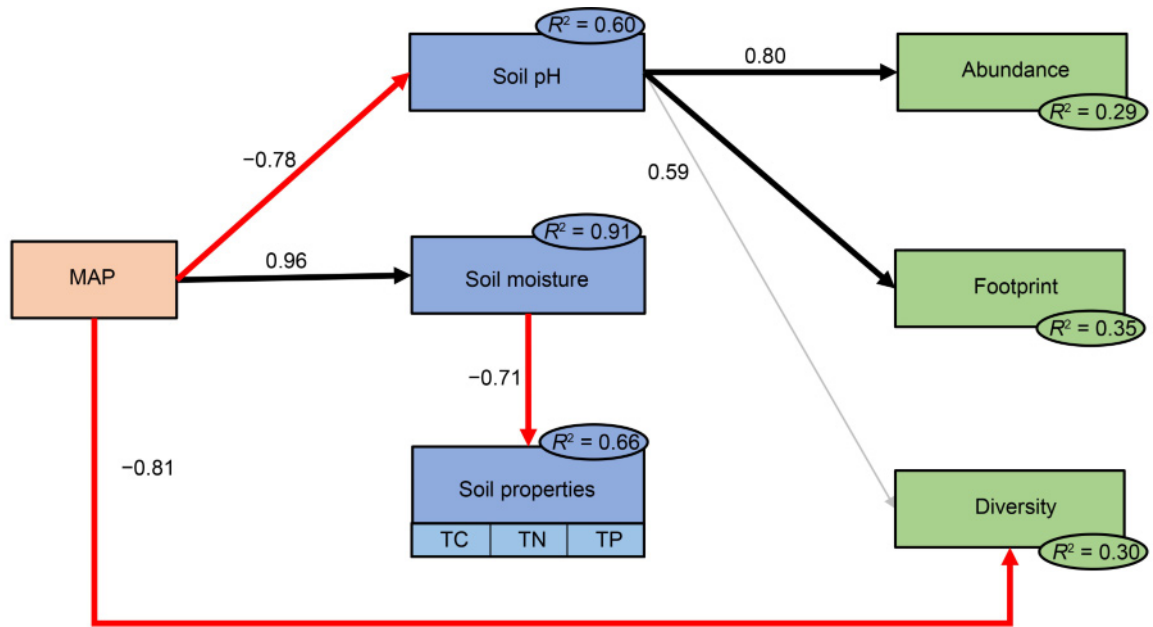 R² = 0.60
Soil pH
0.80
Abundance
R² = 0.29
−0.78
0.59
MAP
0.96
R² = 0.91
Soil moisture
Footprint
R² = 0.35
−0.71
R² = 0.66
−0.81
Soil properties
TC TN TP
Diversity
R² = 0.30